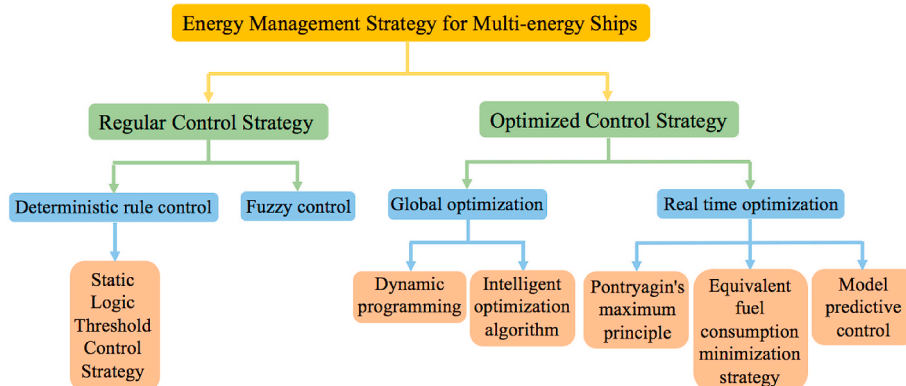 Energy Management Strategy for Multi-energy Ships
Regular Control Strategy
Optimized Control Strategy
Deterministic rule control
Fuzzy control
Global optimization
Real time optimization
Static
Logic
Threshold
Control
Strategy
Dynamic
programming
Intelligent
optimization
algorithm
Pontryagin's
maximum
principle
Equivalent
fuel
consumption
minimization
strategy
Model
predictive
control